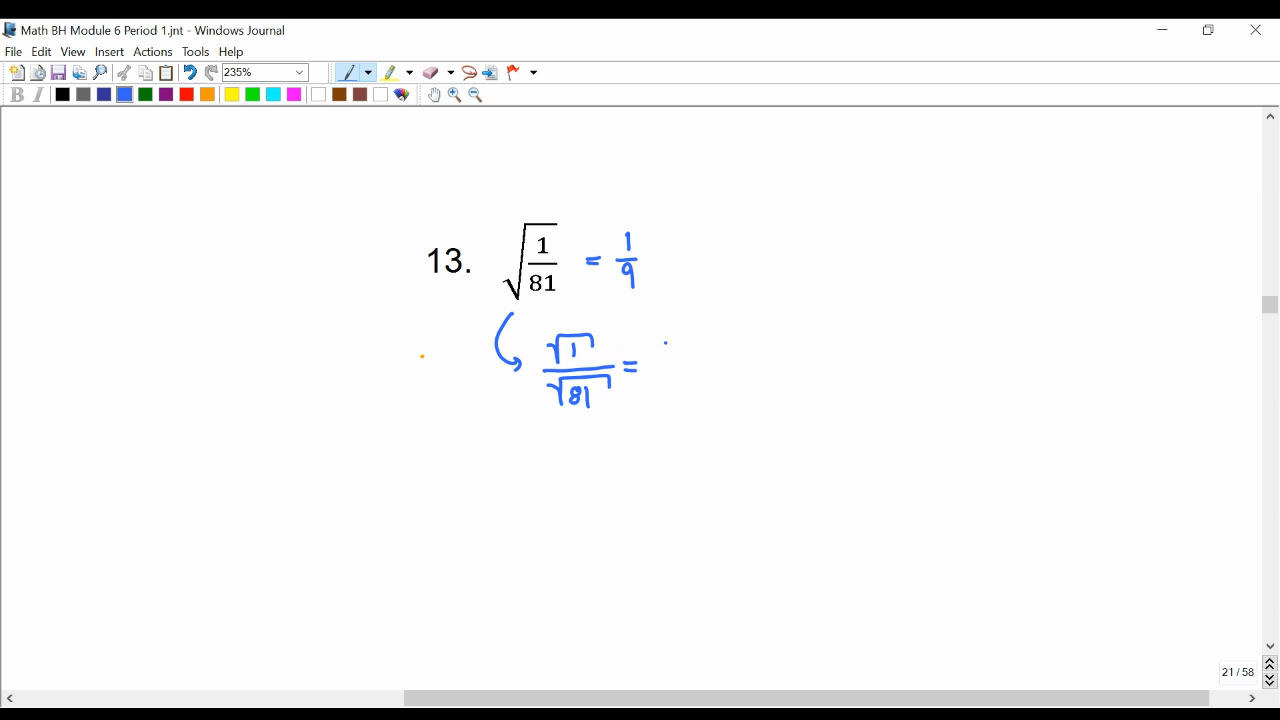 Math BH Module 6 Period 1.jnt - Windows Journal
File Edit View Insert Actions Tools Help
235%
B I
13. √(1/81) = 1/9
√1/√81 =
21 / 58